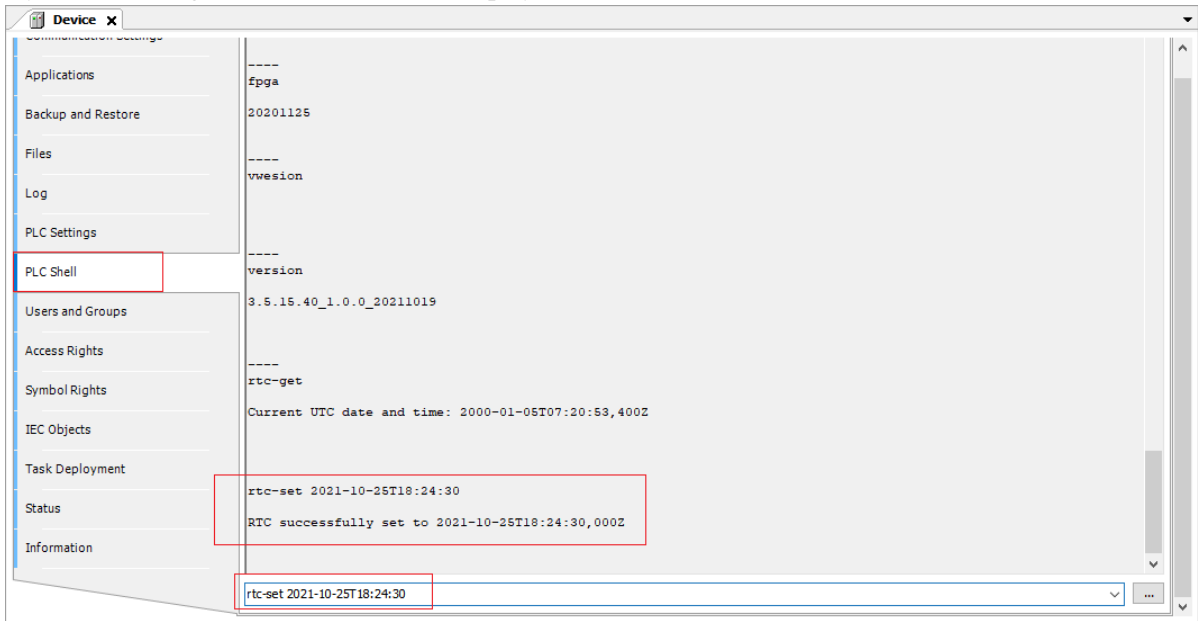 Device
Communication Settings
Applications
Backup and Restore
Files
Log
PLC Settings
PLC Shell
Users and Groups
Access Rights
Symbol Rights
IEC Objects
Task Deployment
Status
Information
----
fpga
20201125
----
vwesion
----
version
3.5.15.40_1.0.0_20211019
----
rtc-get
Current UTC date and time: 2000-01-05T07:20:53,400Z
rtc-set 2021-10-25T18:24:30
RTC successfully set to 2021-10-25T18:24:30,000Z
rtc-set 2021-10-25T18:24:30
...